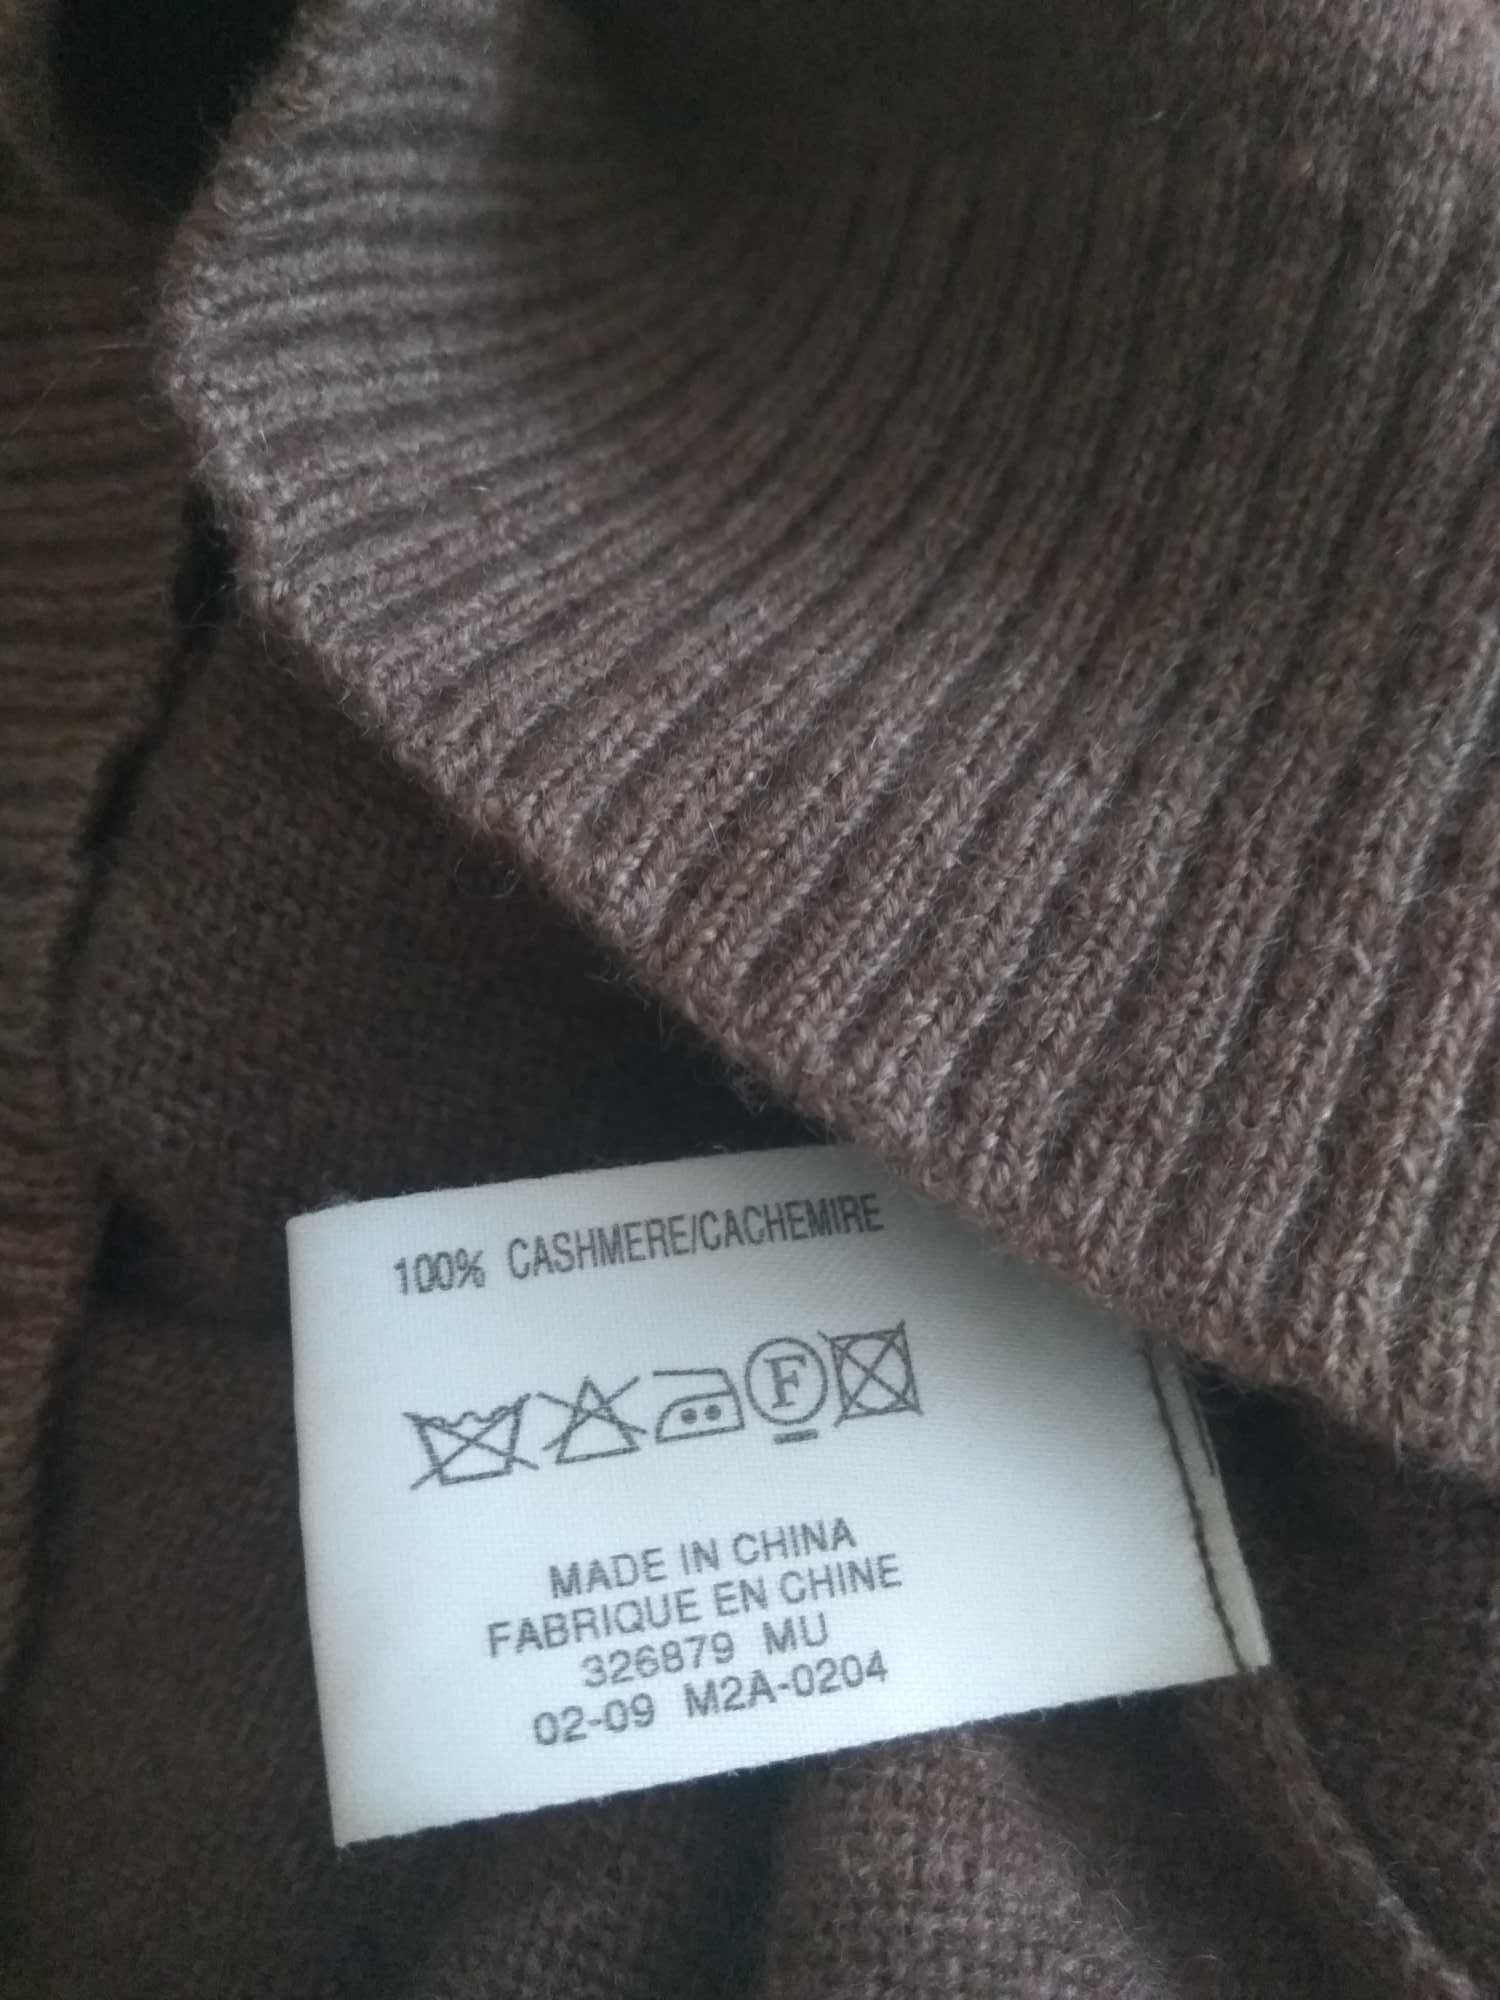 100% CASHMERE/CACHEMIRE
F
MADE IN CHINA
FABRIQUE EN CHINE
326879 MU
02-09 M2A-0204